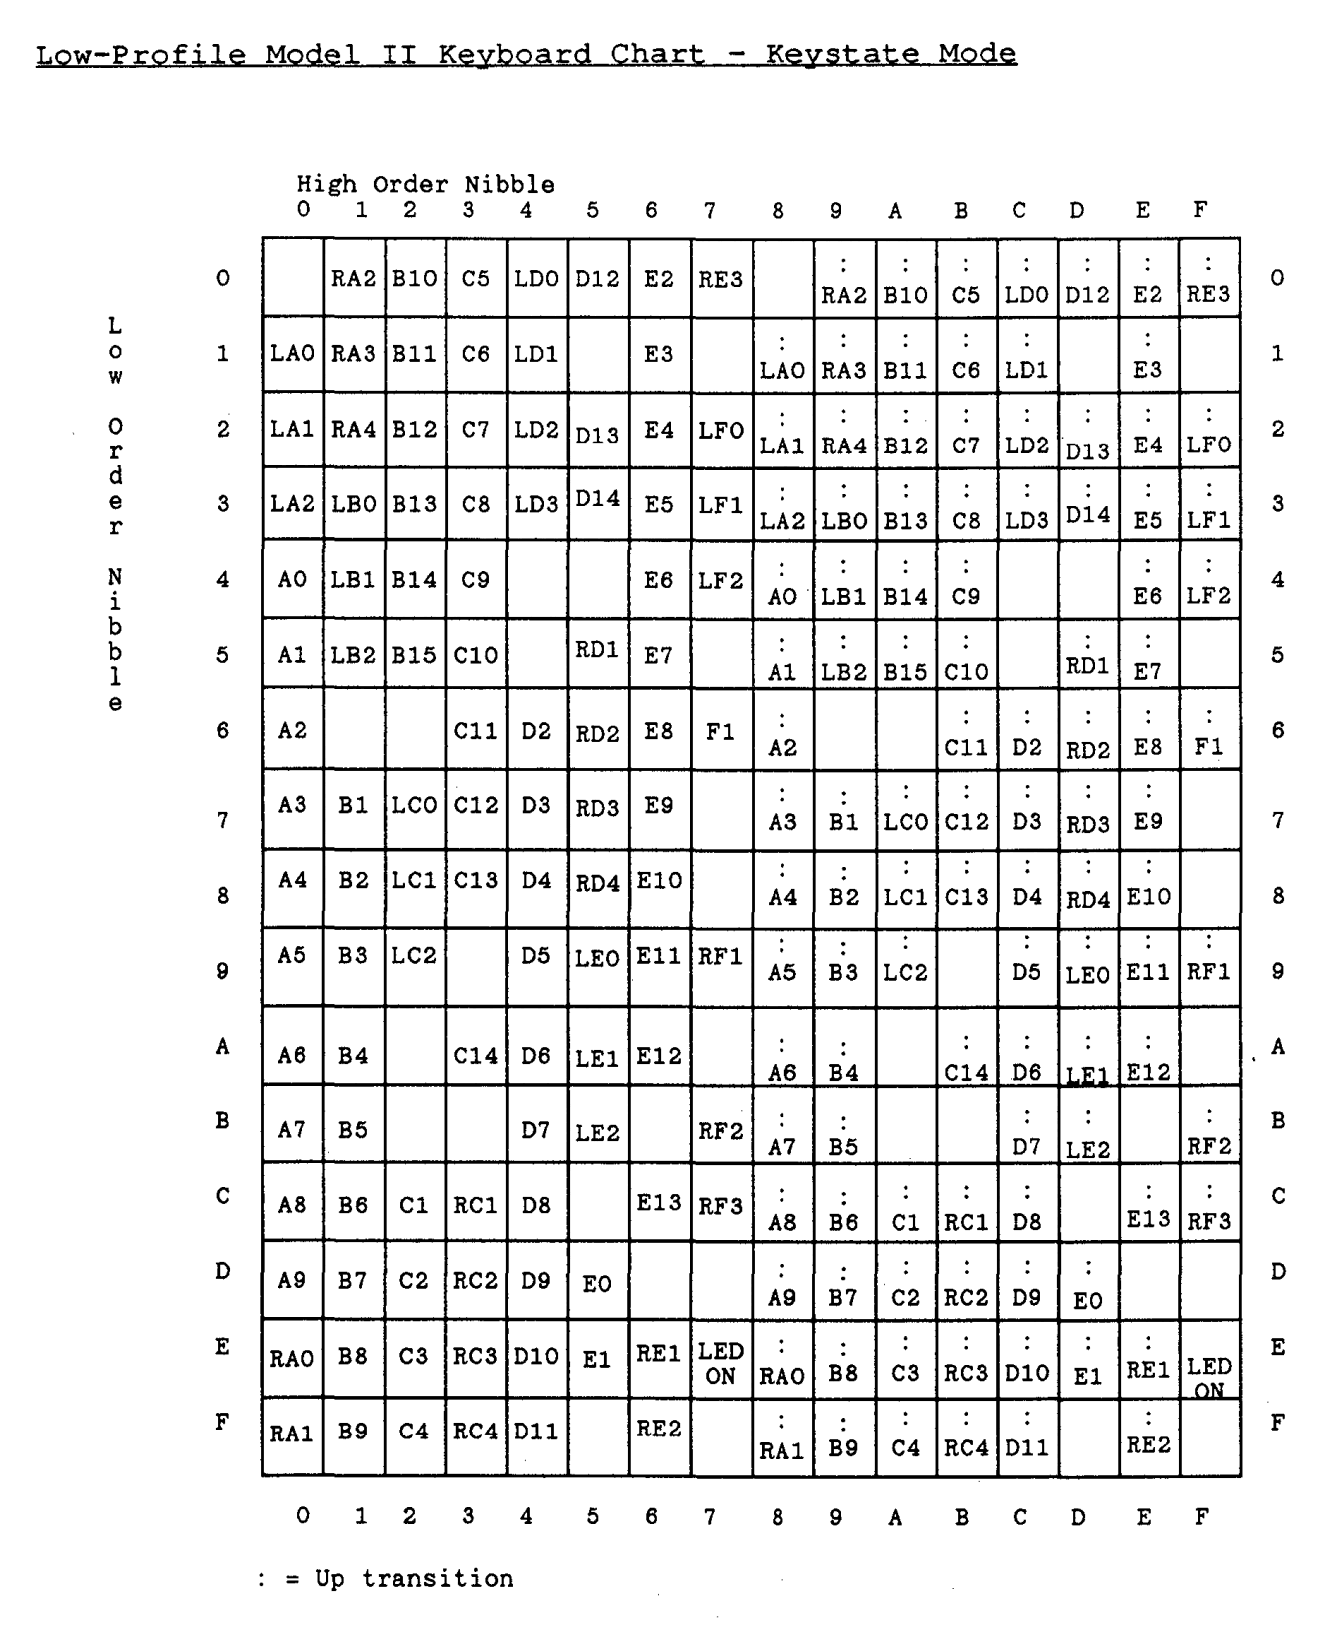 Low-Profile Model II Keyboard Chart - Keystate Mode
High Order Nibble
0 1 2 3 4 5 6 7 8 9 A B C D E F
Low Order Nibble
0 RA2 B10 C5 LD0 D12 E2 RE3 : RA2 : B10 : C5 : LD0 : D12 : E2 : RE3 0
1 LA0 RA3 B11 C6 LD1 E3 : LA0 : RA3 : B11 : C6 : LD1 : E3 1
2 LA1 RA4 B12 C7 LD2 D13 E4 LF0 : LA1 : RA4 : B12 : C7 : LD2 : D13 : E4 : LF0 2
3 LA2 LB0 B13 C8 LD3 D14 E5 LF1 : LA2 : LB0 : B13 : C8 : LD3 : D14 : E5 : LF1 3
4 A0 LB1 B14 C9 E6 LF2 : A0 : LB1 : B14 : C9 : E6 : LF2 4
5 A1 LB2 B15 C10 RD1 E7 : A1 : LB2 : B15 : C10 : RD1 : E7 5
6 A2 C11 D2 RD2 E8 F1 : A2 : C11 : D2 : RD2 : E8 : F1 6
7 A3 B1 LC0 C12 D3 RD3 E9 : A3 : B1 : LC0 : C12 : D3 : RD3 : E9 7
8 A4 B2 LC1 C13 D4 RD4 E10 : A4 : B2 : LC1 : C13 : D4 : RD4 : E10 8
9 A5 B3 LC2 D5 LE0 E11 RF1 : A5 : B3 : LC2 : D5 : LE0 : E11 : RF1 9
A A6 B4 C14 D6 LE1 E12 : A6 : B4 : C14 : D6 : LE1 : E12 A
B A7 B5 D7 LE2 RF2 : A7 : B5 : D7 : LE2 : RF2 B
C A8 B6 C1 RC1 D8 E13 RF3 : A8 : B6 : C1 : RC1 : D8 : E13 : RF3 C
D A9 B7 C2 RC2 D9 E0 : A9 : B7 : C2 : RC2 : D9 : E0 D
E RA0 B8 C3 RC3 D10 E1 RE1 LED ON : RA0 : B8 : C3 : RC3 : D10 : E1 : RE1 LED ON E
F RA1 B9 C4 RC4 D11 RE2 : RA1 : B9 : C4 : RC4 : D11 : RE2 F
0 1 2 3 4 5 6 7 8 9 A B C D E F
: = Up transition